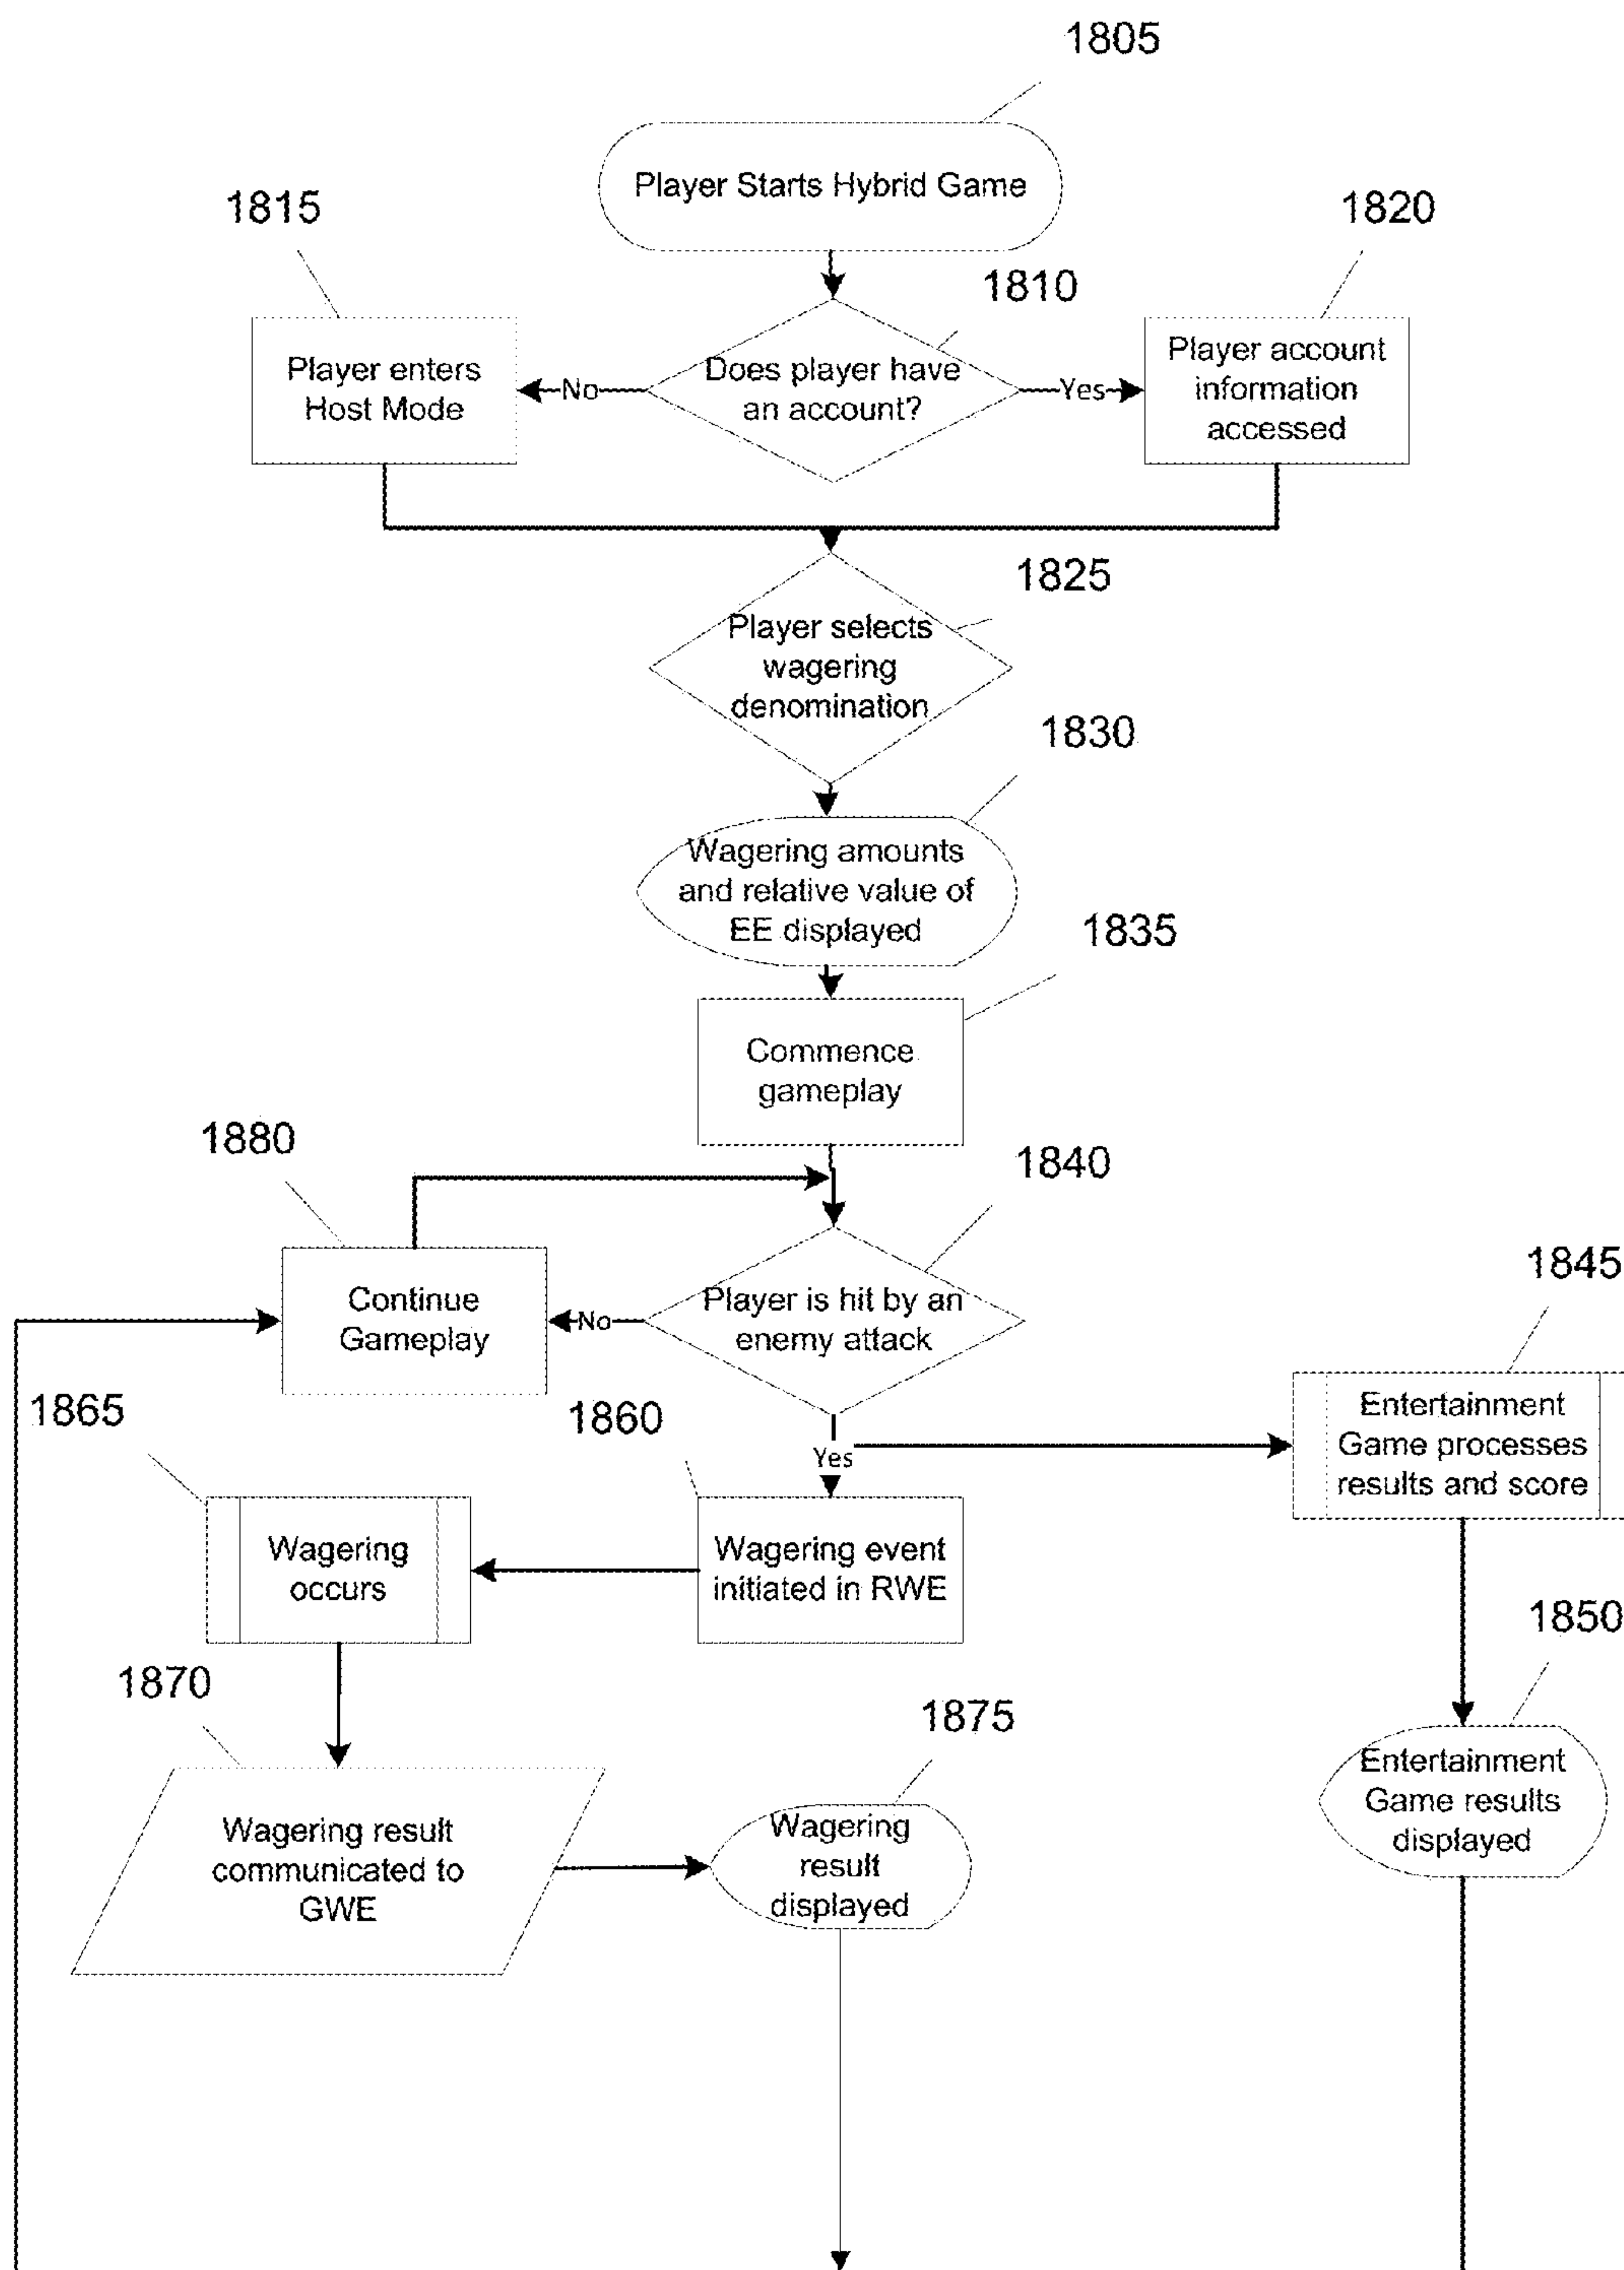 1805
Player Starts Hybrid Game
1815
1820
1810
Player enters
Host Mode
No
Does player have
an account?
Yes
Player account
information
accessed
1825
Player selects
wagering
denomination
1830
Wagering amounts
and relative value of
EE displayed
1835
Commence
gameplay
1880
1840
Continue
Gameplay
No
Player is hit by an
enemy attack
1845
Yes
Entertainment
Game processes
results and score
1865
1860
Wagering
occurs
Wagering event
initiated in RWE
1850
1870
1875
Wagering result
communicated to
GWE
Wagering
result
displayed
Entertainment
Game results
displayed